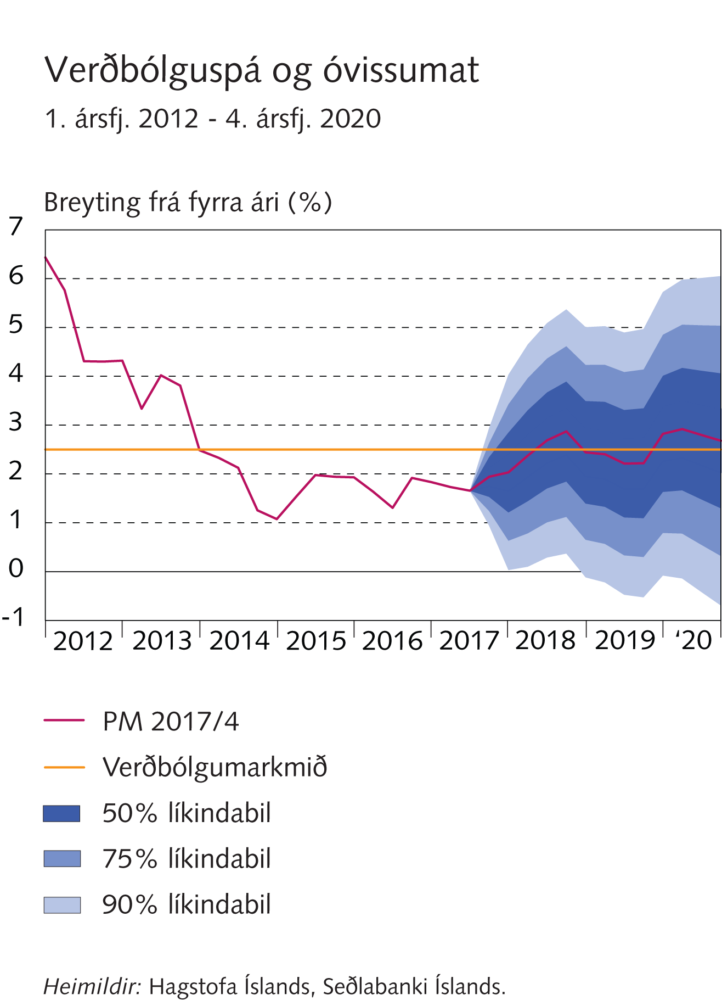 Verðbólguspá og óvissumat
1. ársfj. 2012 - 4. ársfj. 2020
Breyting frá fyrra ári (%)
7
6
5
4
3
2
1
0
-1
2012 2013 2014 2015 2016 2017 2018 2019 ‘20
PM 2017/4
Verðbólgumarkmið
50% líkindabil
75% líkindabil
90% líkindabil
Heimildir: Hagstofa Íslands, Seðlabanki Íslands.